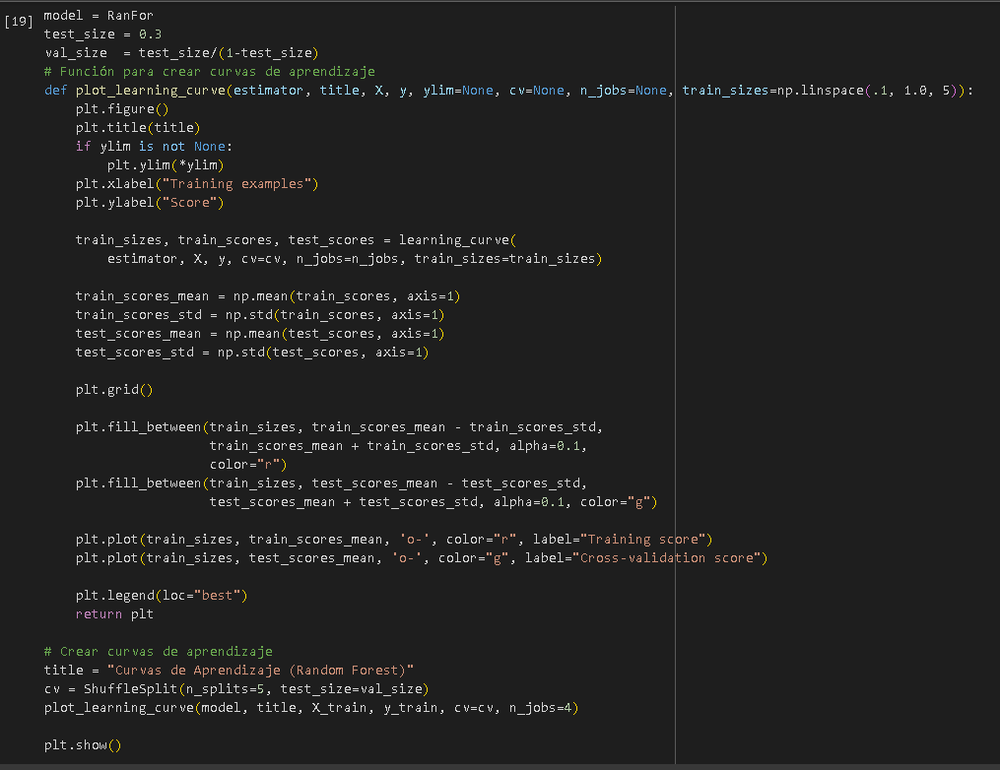 [19] model = RanFor
test_size = 0.3
val_size  = test_size/(1-test_size)
# Función para crear curvas de aprendizaje
def plot_learning_curve(estimator, title, X, y, ylim=None, cv=None, n_jobs=None, train_sizes=np.linspace(.1, 1.0, 5)):
    plt.figure()
    plt.title(title)
    if ylim is not None:
        plt.ylim(*ylim)
    plt.xlabel("Training examples")
    plt.ylabel("Score")

    train_sizes, train_scores, test_scores = learning_curve(
        estimator, X, y, cv=cv, n_jobs=n_jobs, train_sizes=train_sizes)

    train_scores_mean = np.mean(train_scores, axis=1)
    train_scores_std = np.std(train_scores, axis=1)
    test_scores_mean = np.mean(test_scores, axis=1)
    test_scores_std = np.std(test_scores, axis=1)

    plt.grid()

    plt.fill_between(train_sizes, train_scores_mean - train_scores_std,
                     train_scores_mean + train_scores_std, alpha=0.1,
                     color="r")
    plt.fill_between(train_sizes, test_scores_mean - test_scores_std,
                     test_scores_mean + test_scores_std, alpha=0.1, color="g")

    plt.plot(train_sizes, train_scores_mean, 'o-', color="r", label="Training score")
    plt.plot(train_sizes, test_scores_mean, 'o-', color="g", label="Cross-validation score")

    plt.legend(loc="best")
    return plt

# Crear curvas de aprendizaje
title = "Curvas de Aprendizaje (Random Forest)"
cv = ShuffleSplit(n_splits=5, test_size=val_size)
plot_learning_curve(model, title, X_train, y_train, cv=cv, n_jobs=4)

plt.show()